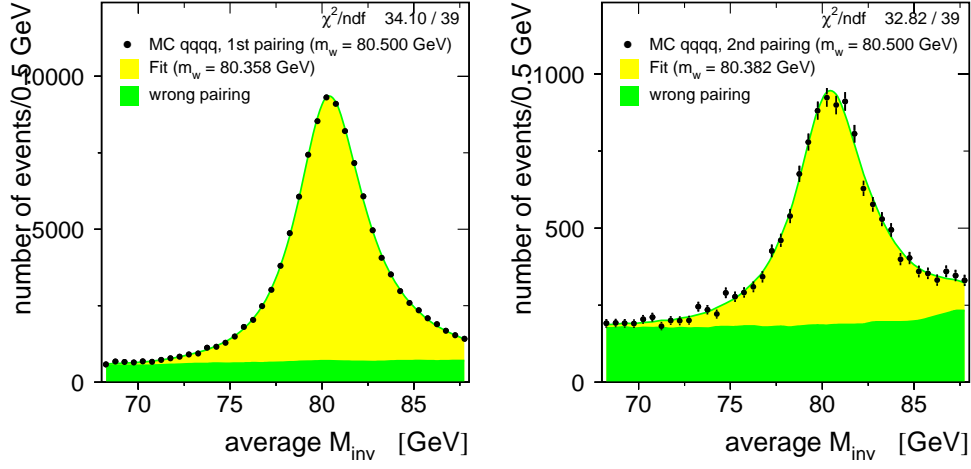 χ²/ndf 34.10 / 39
MC qqqq, 1st pairing (m_w = 80.500 GeV)
Fit (m_w = 80.358 GeV)
wrong pairing
number of events/0.5 GeV
10000
5000
0
70 75 80 85
average M_inv [GeV]
χ²/ndf 32.82 / 39
MC qqqq, 2nd pairing (m_w = 80.500 GeV)
Fit (m_w = 80.382 GeV)
wrong pairing
number of events/0.5 GeV
1000
500
0
70 75 80 85
average M_inv [GeV]